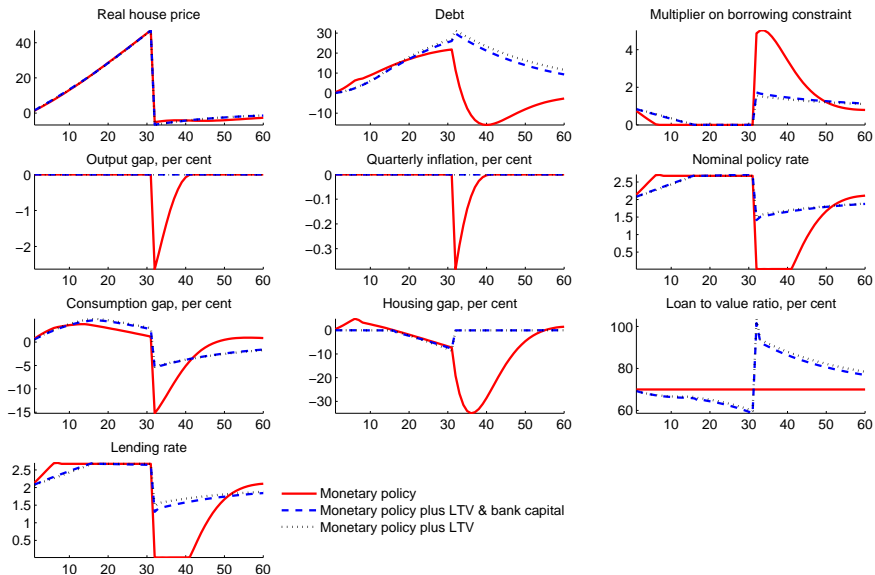 Real house price
Debt
Multiplier on borrowing constraint
40
20
0
10 20 30 40 50 60
30
20
10
0
−10
10 20 30 40 50 60
4
2
0
10 20 30 40 50 60
Output gap, per cent
Quarterly inflation, per cent
Nominal policy rate
0
−1
−2
10 20 30 40 50 60
0
−0.1
−0.2
−0.3
10 20 30 40 50 60
2.5
2
1.5
1
0.5
10 20 30 40 50 60
Consumption gap, per cent
Housing gap, per cent
Loan to value ratio, per cent
0
−5
−10
−15
10 20 30 40 50 60
0
−10
−20
−30
10 20 30 40 50 60
100
80
60
10 20 30 40 50 60
Lending rate
2.5
2
1.5
1
0.5
10 20 30 40 50 60
Monetary policy
Monetary policy plus LTV & bank capital
Monetary policy plus LTV